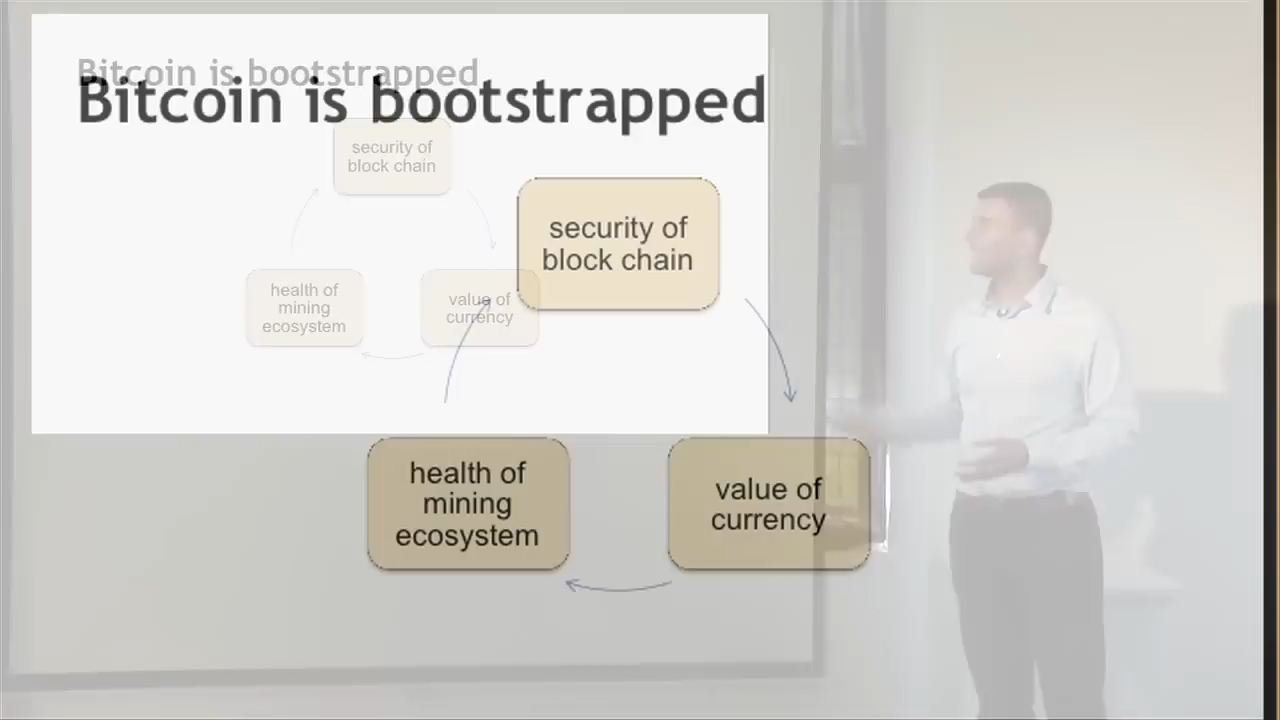 Bitcoin is bootstrapped
security of
block chain
health of
mining
ecosystem
value of
currency
Bitcoin is bootstrapped
security of
block chain
health of
mining
ecosystem
value of
currency